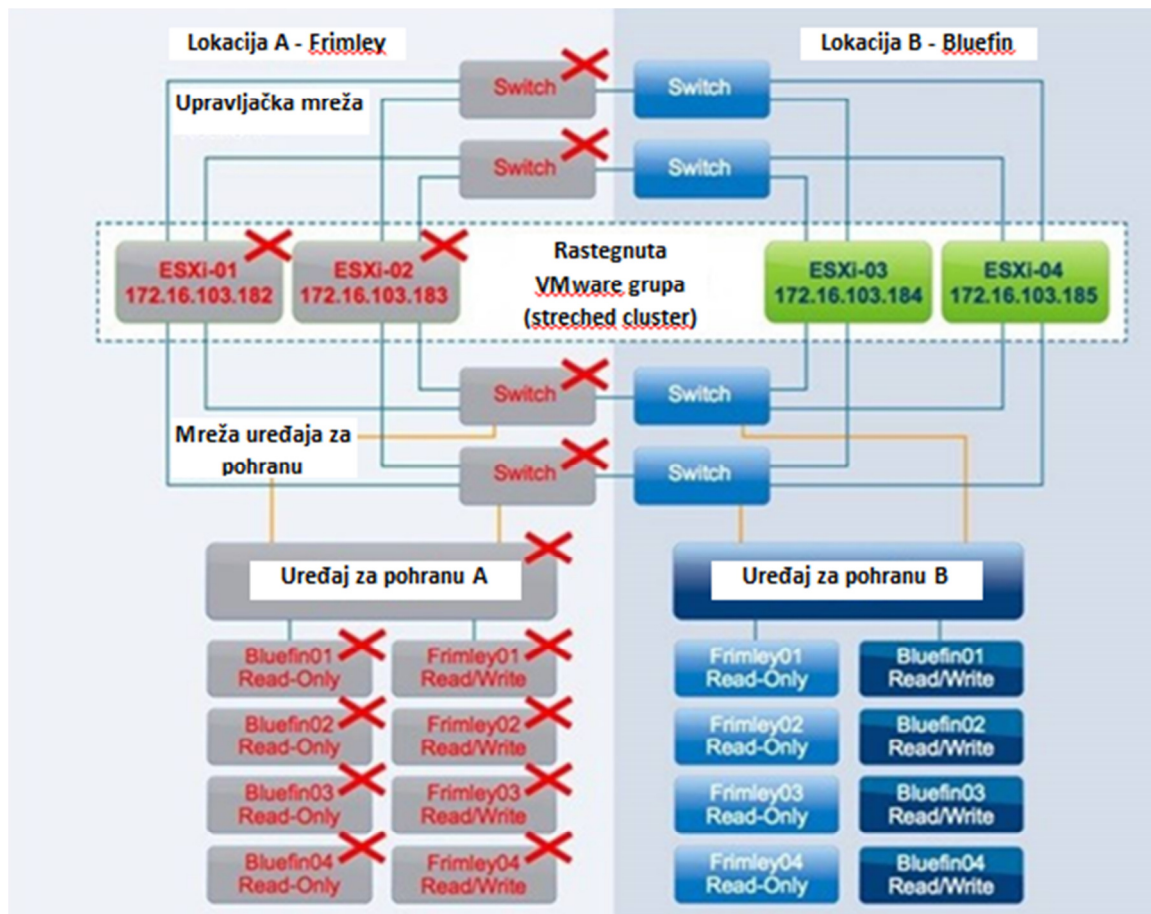 Lokacija A - Frimley
Lokacija B - Bluefin
Switch
Switch
Upravljačka mreža
Switch
Switch
ESXi-01
172.16.103.182
ESXi-02
172.16.103.183
Rastegnuta
VMware grupa
(streched cluster)
ESXi-03
172.16.103.184
ESXi-04
172.16.103.185
Switch
Switch
Mreža uređaja za
pohranu
Switch
Switch
Uređaj za pohranu A
Uređaj za pohranu B
Bluefin01
Read-Only
Frimley01
Read/Write
Frimley01
Read-Only
Bluefin01
Read/Write
Bluefin02
Read-Only
Frimley02
Read/Write
Frimley02
Read-Only
Bluefin02
Read/Write
Bluefin03
Read-Only
Frimley03
Read/Write
Frimley03
Read-Only
Bluefin03
Read/Write
Bluefin04
Read-Only
Frimley04
Read/Write
Frimley04
Read-Only
Bluefin04
Read/Write